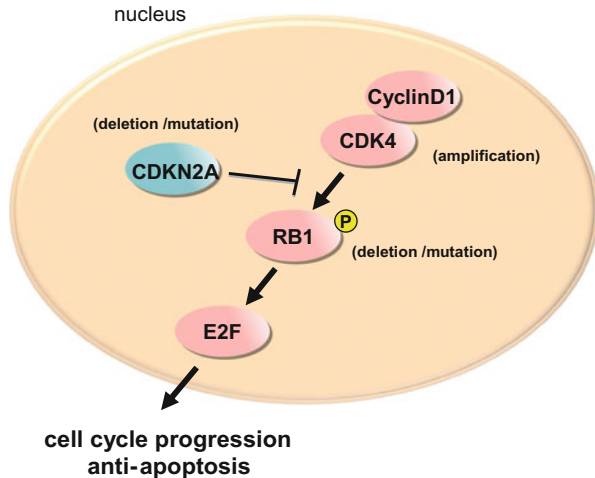 nucleus
CyclinD1
(deletion /mutation)
CDK4
(amplification)
CDKN2A
P
RB1
(deletion /mutation)
E2F
cell cycle progression
anti-apoptosis